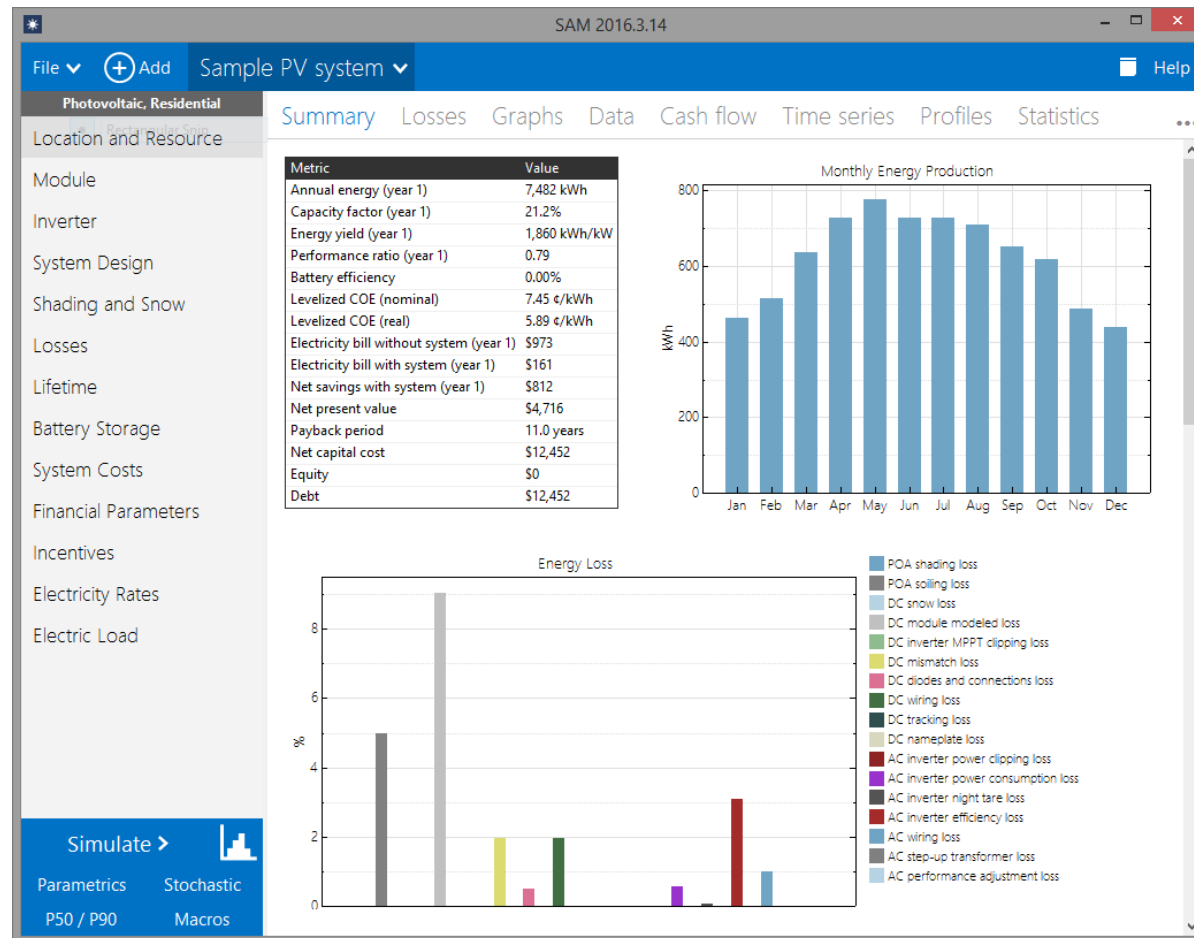 SAM 2016.3.14
File Add Sample PV system Help
Photovoltaic, Residential
Rectangular Snip
Location and Resource
Module
Inverter
System Design
Shading and Snow
Losses
Lifetime
Battery Storage
System Costs
Financial Parameters
Incentives
Electricity Rates
Electric Load
Simulate >
Parametrics Stochastic
P50 / P90 Macros
Summary Losses Graphs Data Cash flow Time series Profiles Statistics ...
Metric Value
Annual energy (year 1) 7,482 kWh
Capacity factor (year 1) 21.2%
Energy yield (year 1) 1,860 kWh/kW
Performance ratio (year 1) 0.79
Battery efficiency 0.00%
Levelized COE (nominal) 7.45 ¢/kWh
Levelized COE (real) 5.89 ¢/kWh
Electricity bill without system (year 1) $973
Electricity bill with system (year 1) $161
Net savings with system (year 1) $812
Net present value $4,716
Payback period 11.0 years
Net capital cost $12,452
Equity $0
Debt $12,452
Monthly Energy Production
800
600
400
200
0
kWh
Jan Feb Mar Apr May Jun Jul Aug Sep Oct Nov Dec
Energy Loss
8
6
4
2
0
%
POA shading loss
POA soiling loss
DC snow loss
DC module modeled loss
DC inverter MPPT clipping loss
DC mismatch loss
DC diodes and connections loss
DC wiring loss
DC tracking loss
DC nameplate loss
AC inverter power clipping loss
AC inverter power consumption loss
AC inverter night tare loss
AC inverter efficiency loss
AC wiring loss
AC step-up transformer loss
AC performance adjustment loss